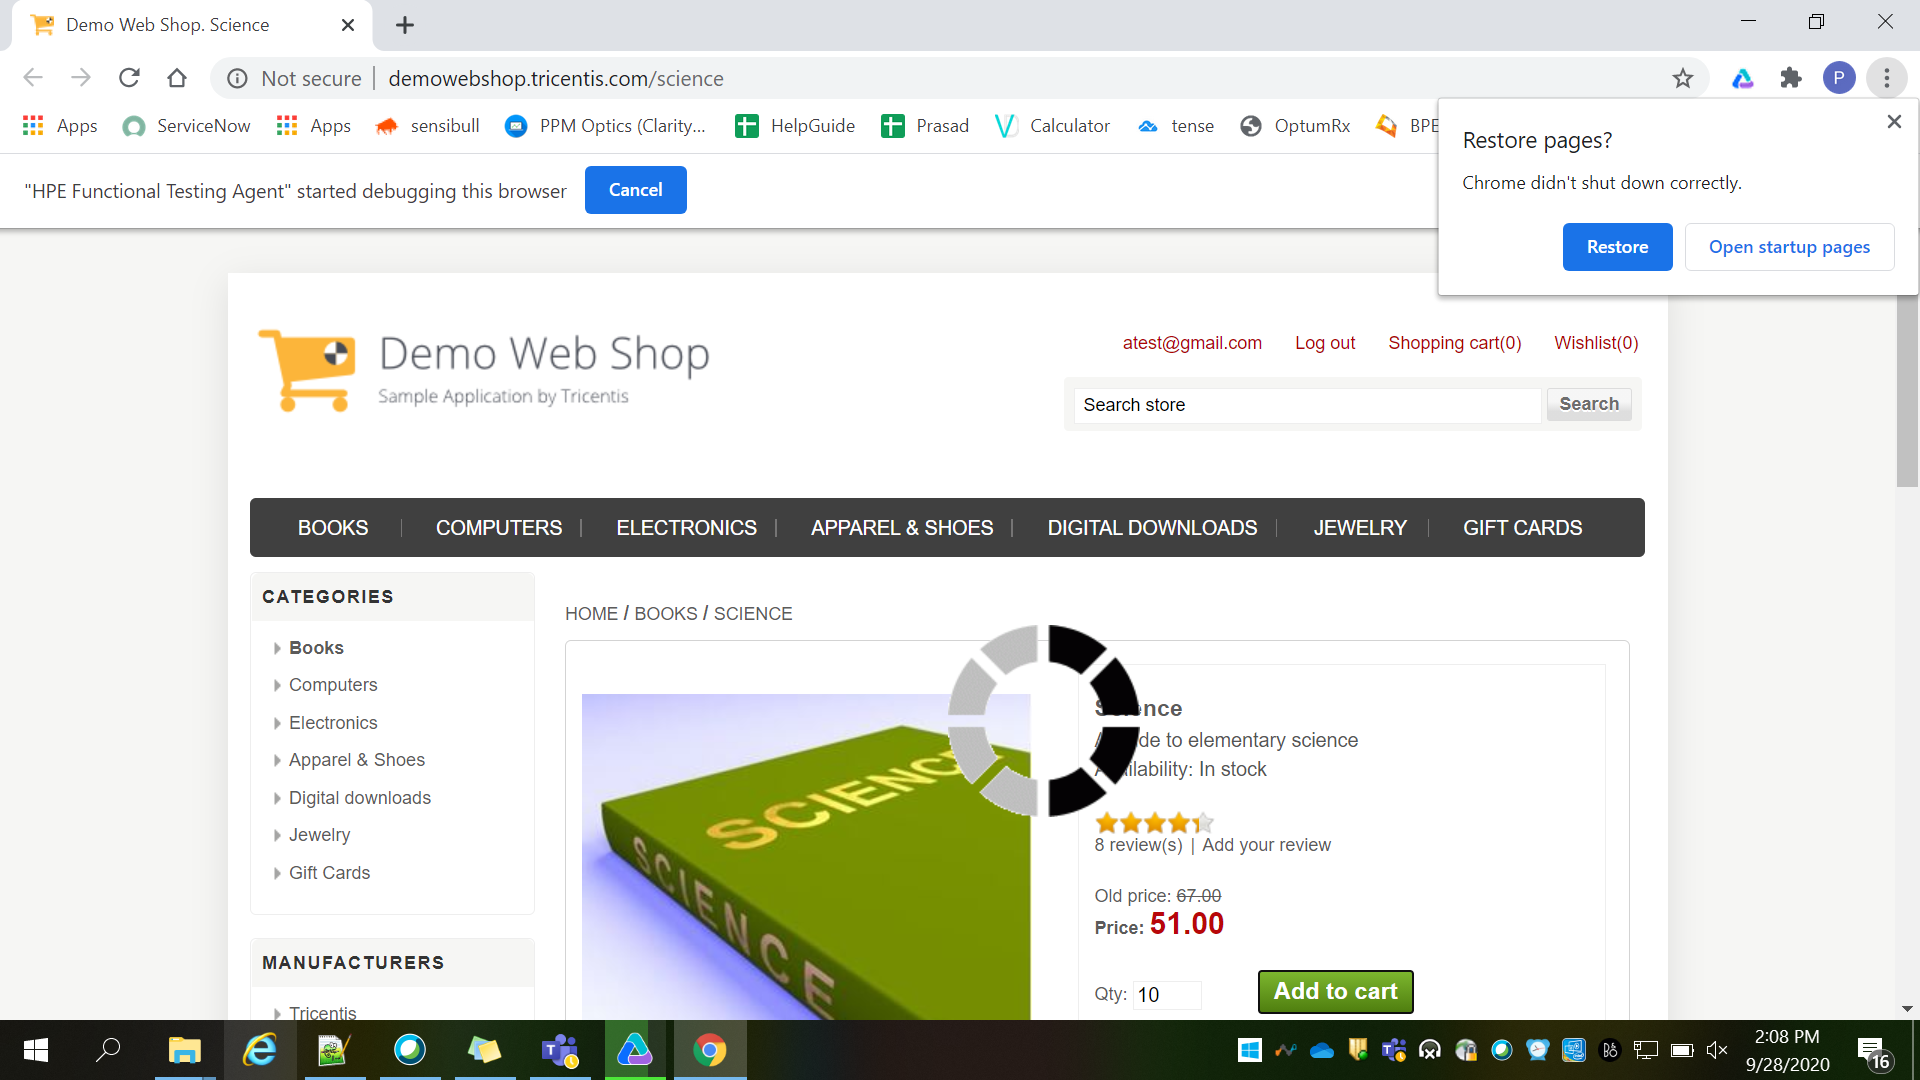 Demo Web Shop. Science
Not secure
demowebshop.tricentis.com/science
P
Apps
ServiceNow
Apps
sensibull
PPM Optics (Clarity...
HelpGuide
Prasad
Calculator
tense
OptumRx
BPE
"HPE Functional Testing Agent" started debugging this browser
Cancel
Restore pages?
Chrome didn't shut down correctly.
Restore
Open startup pages
Demo Web Shop
Sample Application by Tricentis
atest@gmail.com
Log out
Shopping cart(0)
Wishlist(0)
Search store
Search
BOOKS
COMPUTERS
ELECTRONICS
APPAREL & SHOES
DIGITAL DOWNLOADS
JEWELRY
GIFT CARDS
CATEGORIES
Books
Computers
Electronics
Apparel & Shoes
Digital downloads
Jewelry
Gift Cards
MANUFACTURERS
Tricentis
HOME / BOOKS / SCIENCE
SCIENCE
SCIENCE
Science
de to elementary science
Availability: In stock
8 review(s) | Add your review
Old price: 67.00
Price: 51.00
Qty: 10
Add to cart
2:08 PM
9/28/2020
16